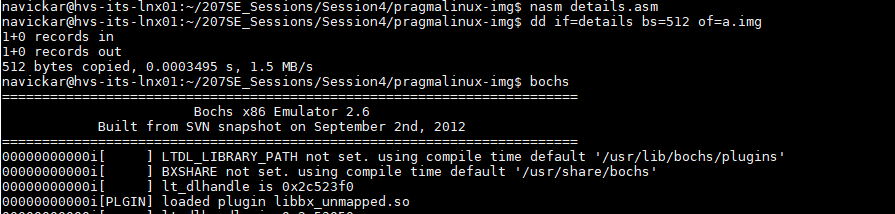 navickar@hvs-its-lnx01:~/207SE_Sessions/Session4/pragmalinux-img$ nasm details.asm
navickar@hvs-its-lnx01:~/207SE_Sessions/Session4/pragmalinux-img$ dd if=details bs=512 of=a.img
1+0 records in
1+0 records out
512 bytes copied, 0.0003495 s, 1.5 MB/s
navickar@hvs-its-lnx01:~/207SE_Sessions/Session4/pragmalinux-img$ bochs
========================================================================
Bochs x86 Emulator 2.6
Built from SVN snapshot on September 2nd, 2012
========================================================================
00000000000i[     ] LTDL_LIBRARY_PATH not set. using compile time default '/usr/lib/bochs/plugins'
00000000000i[     ] BXSHARE not set. using compile time default '/usr/share/bochs'
00000000000i[     ] lt_dlhandle is 0x2c523f0
00000000000i[PLGIN] loaded plugin libbx_unmapped.so